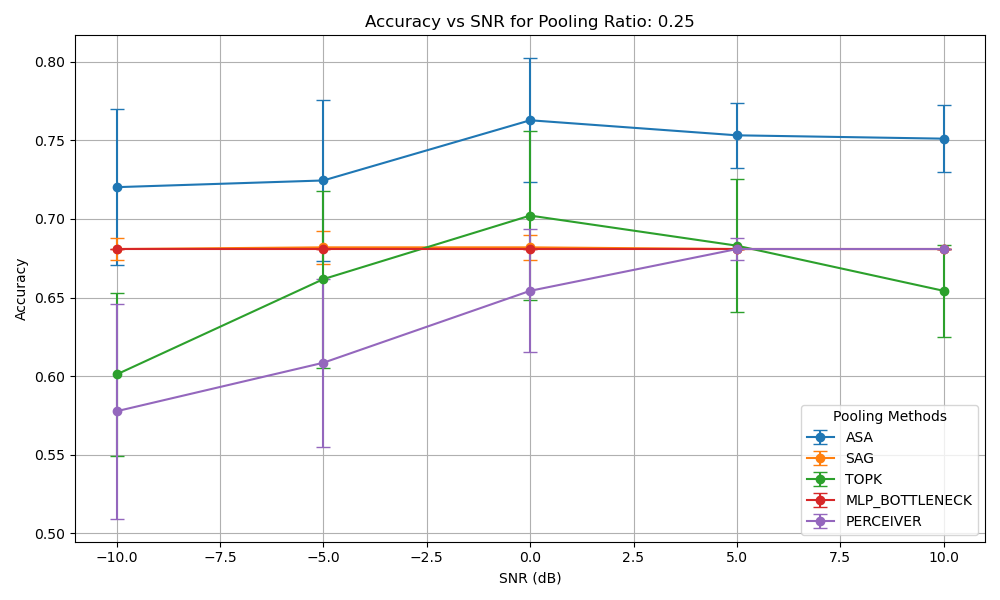 Accuracy vs SNR for Pooling Ratio: 0.25
Accuracy
0.80
0.75
0.70
0.65
0.60
0.55
0.50
Pooling Methods
ASA
SAG
TOPK
MLP_BOTTLENECK
PERCEIVER
−10.0 −7.5 −5.0 −2.5 0.0 2.5 5.0 7.5 10.0
SNR (dB)